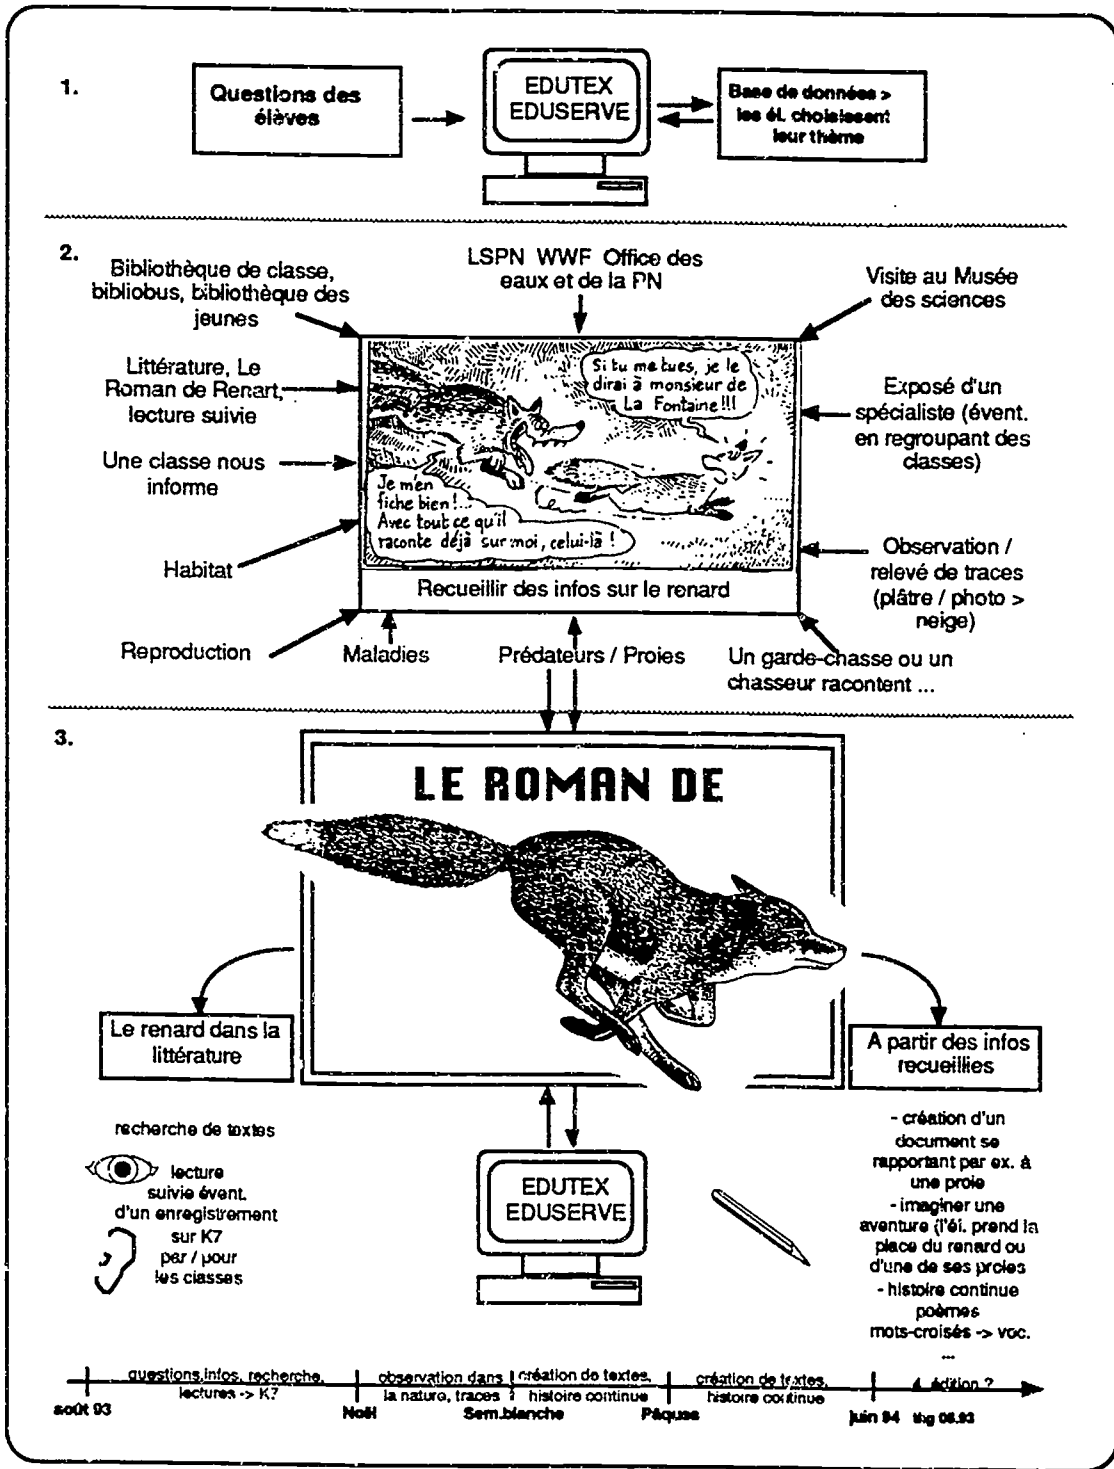 1.
Questions des
élèves
EDUTEX
EDUSERVE
Base de données >
les él. choisissent
leur thème
2.
Bibliothèque de classe,
bibliobus, bibliothèque des
jeunes
LSPN WWF Office des
eaux et de la PN
Visite au Musée
des sciences
Littérature, Le
Roman de Renart,
lecture suivie
Une classe nous
informe
Habitat
Reproduction
Si tu me tues, je le
dirai à monsieur de
La Fontaine!!!
Je m'en
fiche bien!...
Avec tout ce qu'il
raconte déjà sur moi, celui-là !
Recueillir des infos sur le renard
Exposé d'un
spécialiste (évent.
en regroupant des
classes)
Observation /
relevé de traces
(plâtre / photo >
neige)
Maladies
Prédateurs / Proies
Un garde-chasse ou un
chasseur racontent ...
3.
LE ROMAN DE
Le renard dans la
littérature
A partir des infos
recueillies
recherche de textes
lecture
suivie évent.
d'un enregistrement
sur K7
par / pour
les classes
EDUTEX
EDUSERVE
- création d'un
document se
rapportant par ex. à
une proie
- imaginer une
aventure (l'él. prend la
place du renard ou
d'une de ses proies
- histoire continue
poèmes
mots-croisés -> voc.
...
questions, infos, recherche,
lectures -> K7
observation dans
la nature, traces
création de textes,
histoire continue
création de textes,
histoire continue
édition ?
août 93
Noël
Sem.blanche
Pâques
juin 94
08.93